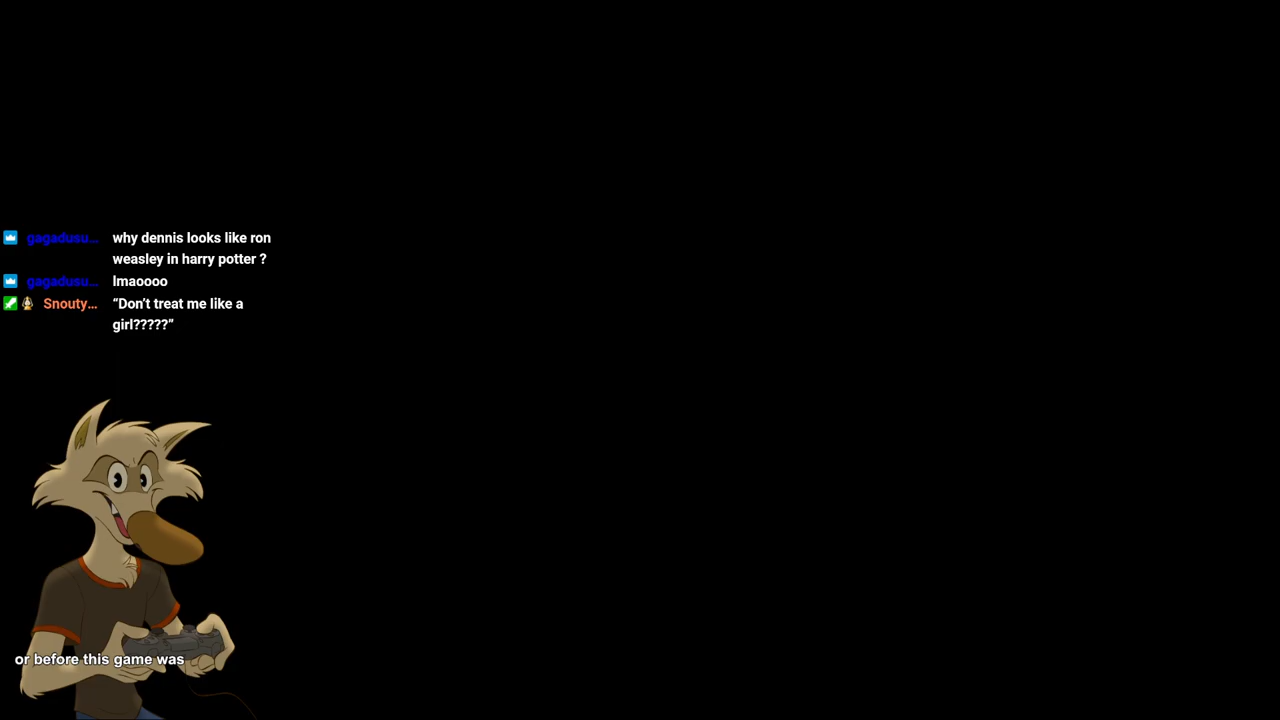 gagadusu... why dennis looks like ron
weasley in harry potter ?
gagadusu... lmaoooo
Snouty... “Don’t treat me like a
girl?????”
or before this game was